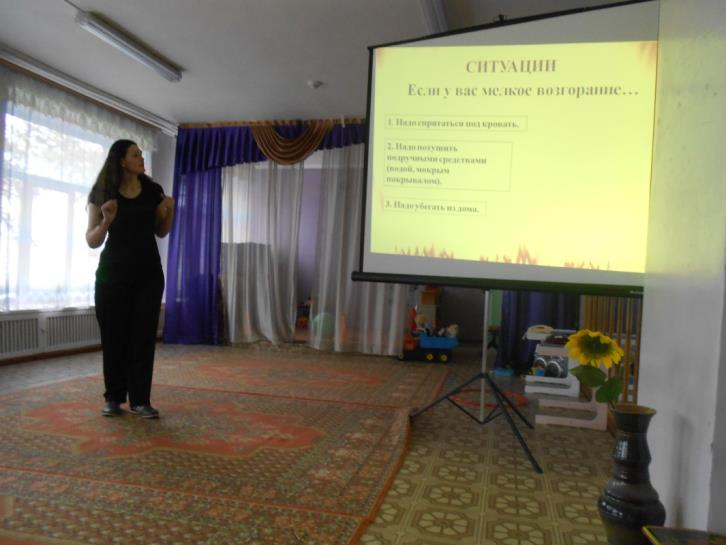 СИТУАЦИИ
Если у вас мелкое возгорание…
1. Надо спрятаться под кровать.
2. Надо потушить
подручными средствами
(водой, мокрым
покрывалом).
3. Надо убегать из дома.